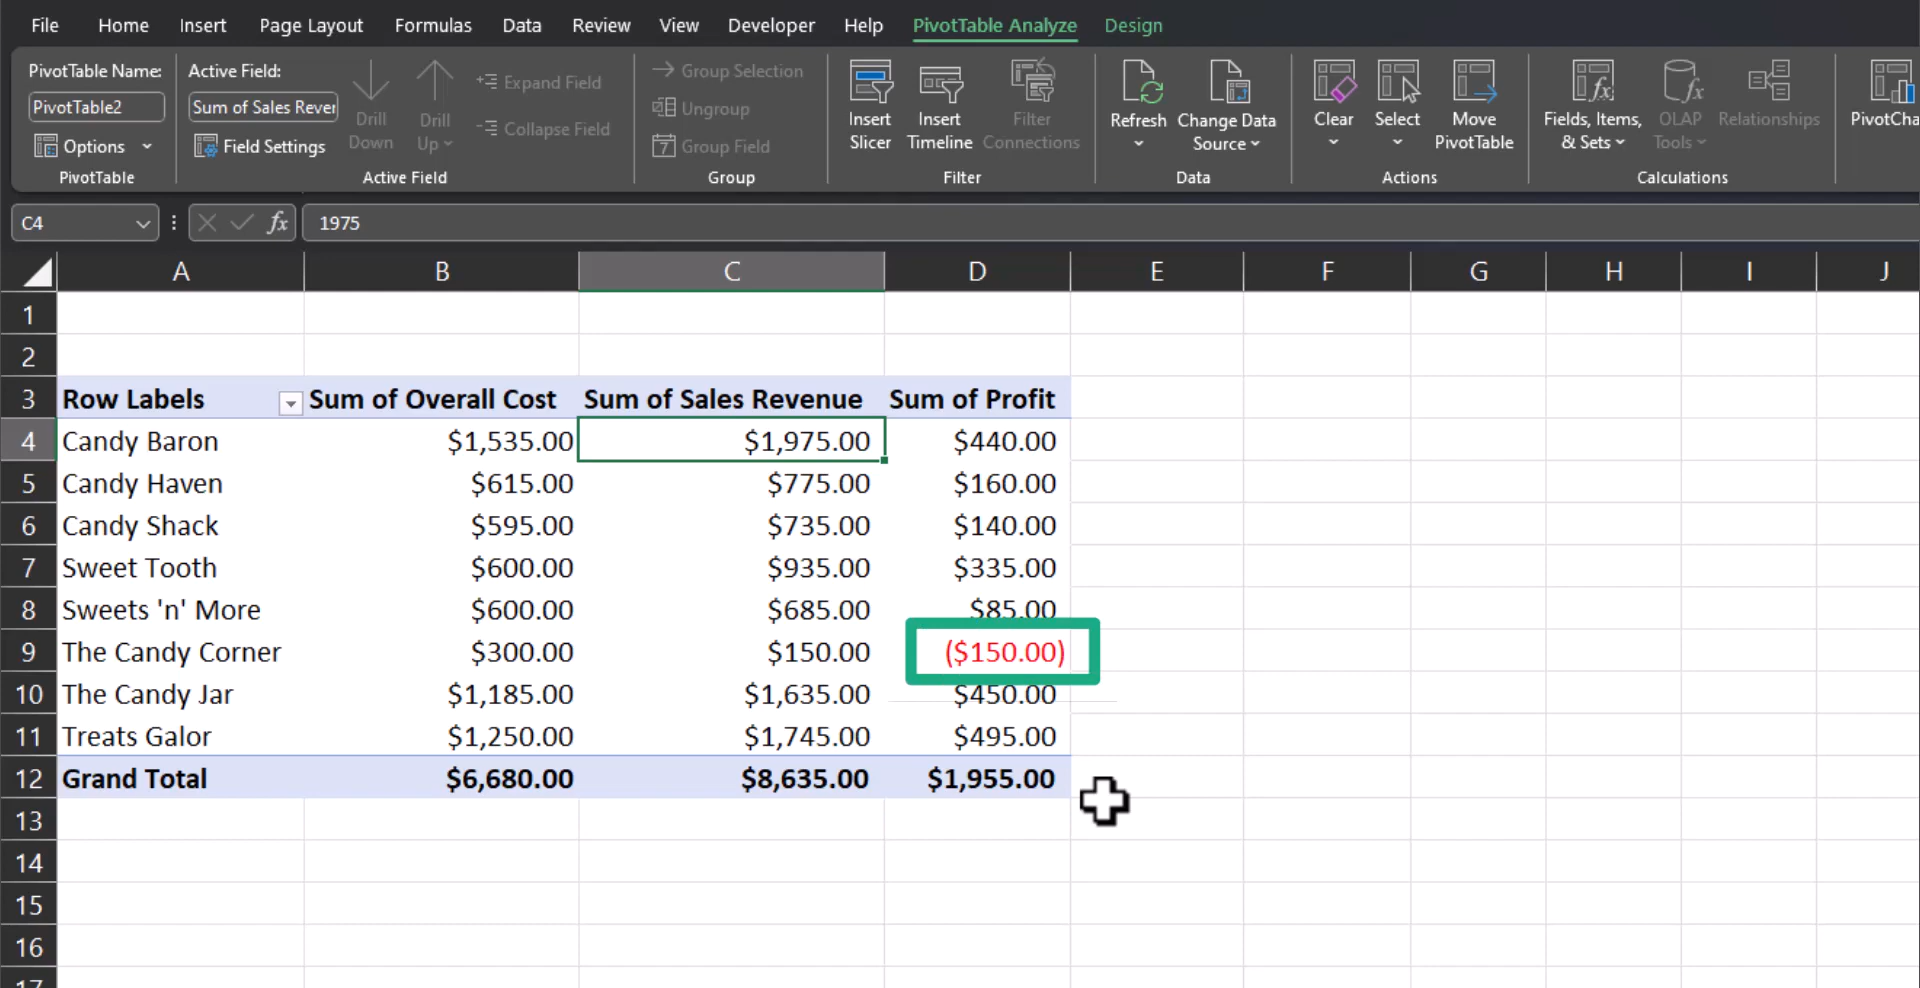 File Home Insert Page Layout Formulas Data Review View Developer Help PivotTable Analyze Design
PivotTable Name:
PivotTable2
Options
PivotTable
Active Field:
Sum of Sales Rever
Field Settings
Drill
Down
Drill
Up
Expand Field
Collapse Field
Active Field
Group Selection
Ungroup
Group Field
Group
Insert
Slicer
Insert
Timeline
Filter
Connections
Filter
Refresh
Change Data
Source
Data
Clear
Select
Move
PivotTable
Actions
Fields, Items,
& Sets
OLAP
Tools
Relationships
Calculations
PivotCha
C4 fx 1975
A B C D E F G H I J
1
2
3 Row Labels Sum of Overall Cost Sum of Sales Revenue Sum of Profit
4 Candy Baron $1,535.00 $1,975.00 $440.00
5 Candy Haven $615.00 $775.00 $160.00
6 Candy Shack $595.00 $735.00 $140.00
7 Sweet Tooth $600.00 $935.00 $335.00
8 Sweets 'n' More $600.00 $685.00 $85.00
9 The Candy Corner $300.00 $150.00 ($150.00)
10 The Candy Jar $1,185.00 $1,635.00 $450.00
11 Treats Galor $1,250.00 $1,745.00 $495.00
12 Grand Total $6,680.00 $8,635.00 $1,955.00
13
14
15
16
17